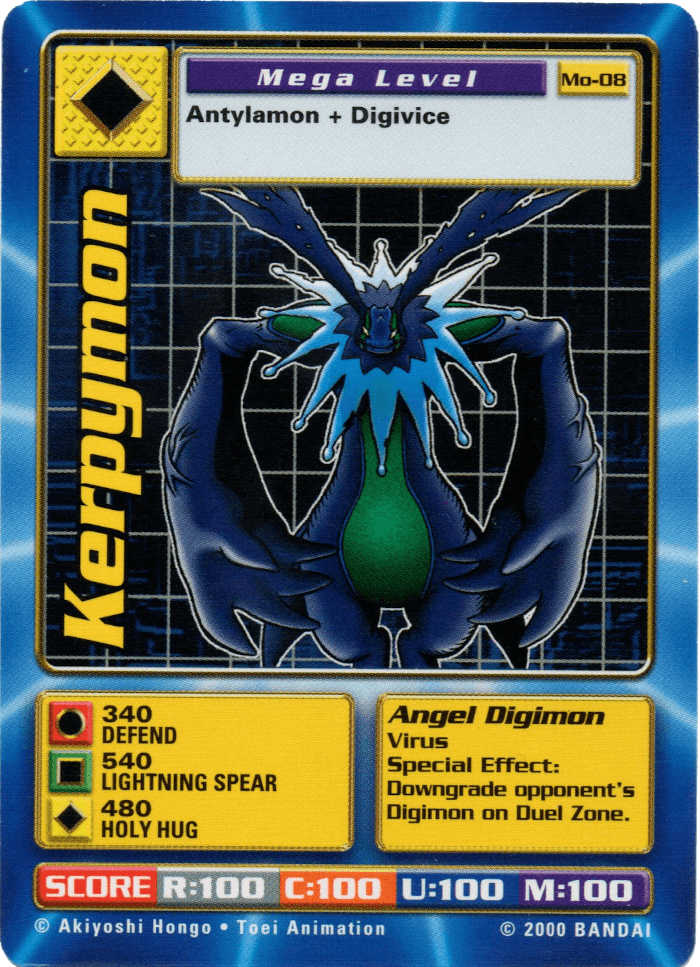 Mega Level
Mo-08
Antylamon + Digivice
Kerpymon
340
DEFEND
540
LIGHTNING SPEAR
480
HOLY HUG
Angel Digimon
Virus
Special Effect:
Downgrade opponent's
Digimon on Duel Zone.
SCORE R:100 C:100 U:100 M:100
© Akiyoshi Hongo • Toei Animation © 2000 BANDAI